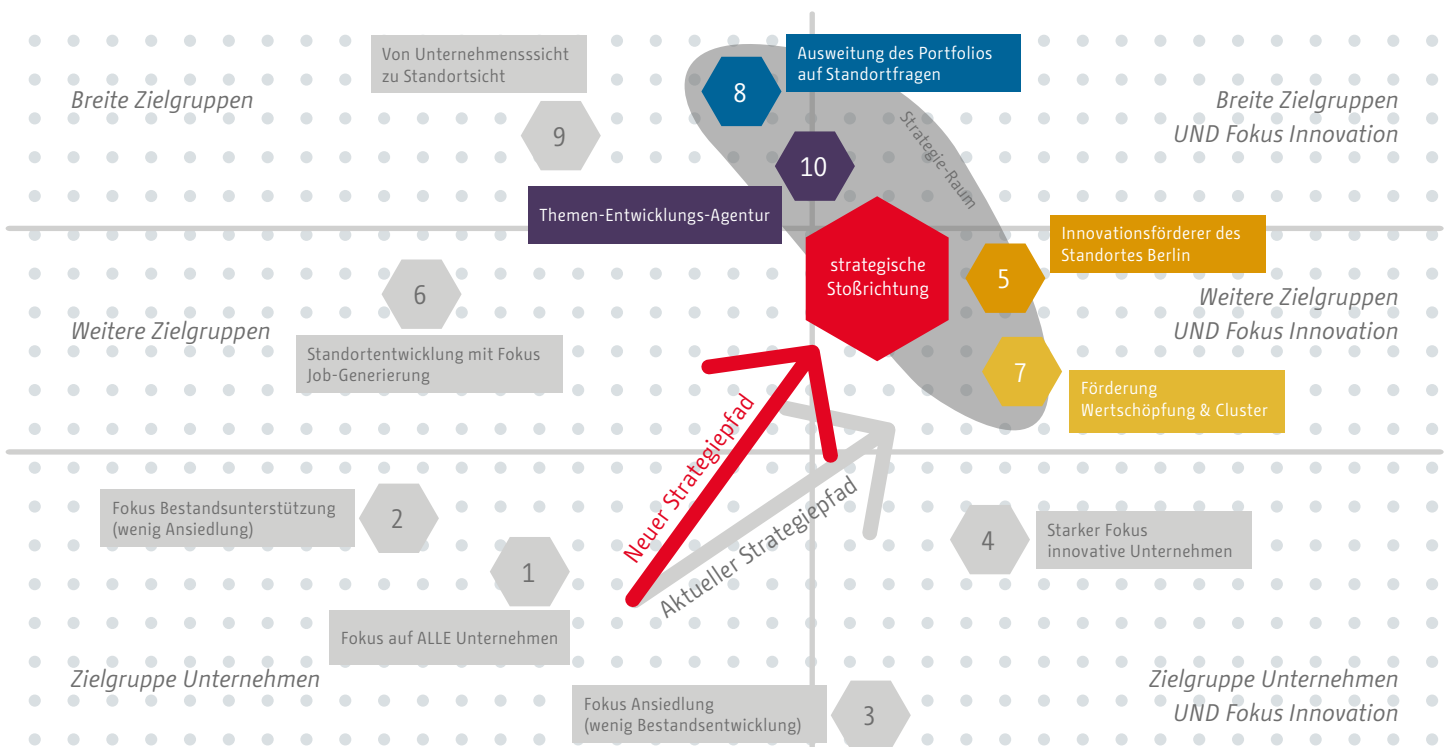 Von Unternehmensssicht
zu Standortsicht
Ausweitung des Portfolios
auf Standortfragen
Breite Zielgruppen
8
Breite Zielgruppen
UND Fokus Innovation
9
Strategie-Raum
10
Themen-Entwicklungs-Agentur
Innovationsförderer des
Standortes Berlin
strategische
Stoßrichtung
5
6
Weitere Zielgruppen
Weitere Zielgruppen
UND Fokus Innovation
Standortentwicklung mit Fokus
Job-Generierung
7
Förderung
Wertschöpfung & Cluster
Neuer Strategiepfad
Aktueller Strategiepfad
Fokus Bestandsunterstützung
(wenig Ansiedlung)
2
4
Starker Fokus
innovative Unternehmen
1
Fokus auf ALLE Unternehmen
Zielgruppe Unternehmen
Zielgruppe Unternehmen
UND Fokus Innovation
Fokus Ansiedlung
(wenig Bestandsentwicklung)
3